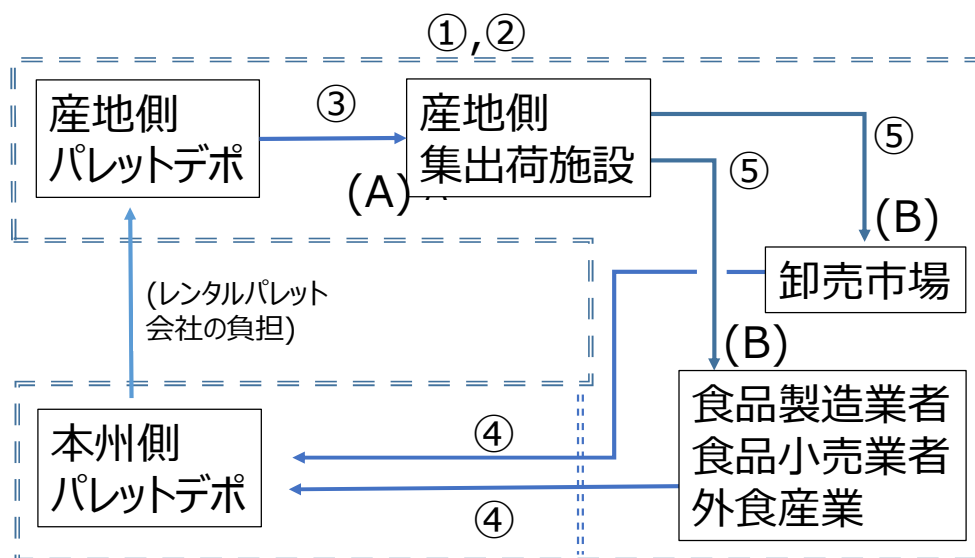 ①,②
産地側
パレットデポ
③
産地側
集出荷施設
(A)
⑤
⑤
(B)
卸売市場
(レンタルパレット
会社の負担)
(B)
本州側
パレットデポ
④
④
食品製造業者
食品小売業者
外食産業